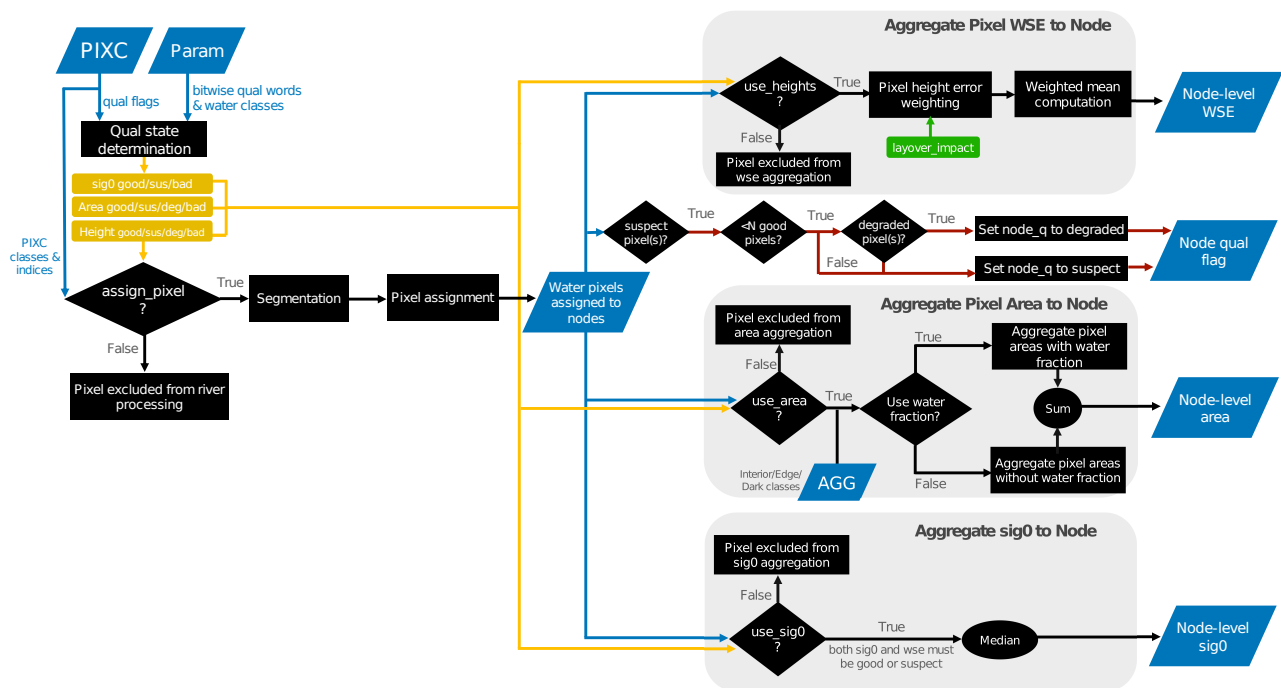 PIXC
Param
qual flags
bitwise qual words
& water classes
Qual state
determination
sig0 good/sus/bad
Area good/sus/deg/bad
Height good/sus/deg/bad
PIXC
classes &
indices
assign_pixel
?
True
False
Pixel excluded from river
processing
Segmentation
Pixel assignment
Water pixels
assigned to
nodes
Aggregate Pixel WSE to Node
use_heights
?
True
False
Pixel excluded from
wse aggregation
Pixel height error
weighting
layover_impact
Weighted mean
computation
Node-level
WSE
suspect
pixel(s)?
True
<N good
pixels?
True
False
degraded
pixel(s)?
True
Set node_q to degraded
Set node_q to suspect
Node qual
flag
Aggregate Pixel Area to Node
Pixel excluded from
area aggregation
False
use_area
?
True
Interior/Edge/
Dark classes
AGG
Use water
fraction?
True
False
Aggregate pixel
areas with water
fraction
Sum
Aggregate pixel areas
without water fraction
Node-level
area
Aggregate sig0 to Node
Pixel excluded from
sig0 aggregation
False
use_sig0
?
True
both sig0 and wse must
be good or suspect
Median
Node-level
sig0